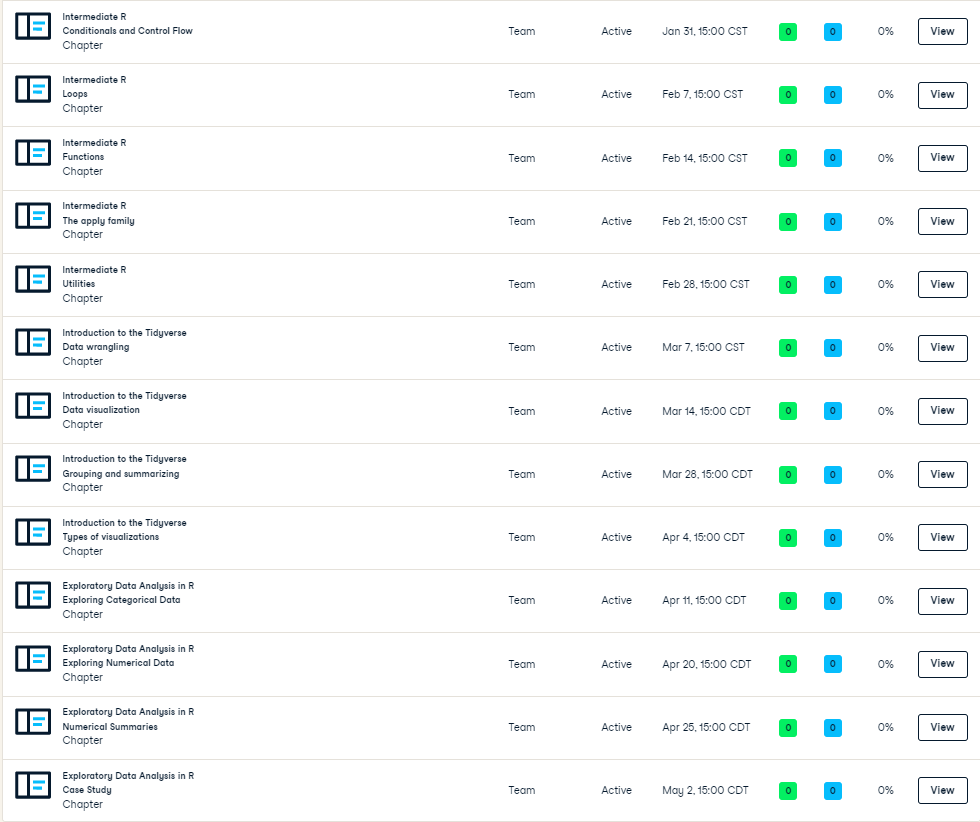 Intermediate R
Conditionals and Control Flow
Chapter
Team Active Jan 31, 15:00 CST 0 0 0% View
Intermediate R
Loops
Chapter
Team Active Feb 7, 15:00 CST 0 0 0% View
Intermediate R
Functions
Chapter
Team Active Feb 14, 15:00 CST 0 0 0% View
Intermediate R
The apply family
Chapter
Team Active Feb 21, 15:00 CST 0 0 0% View
Intermediate R
Utilities
Chapter
Team Active Feb 28, 15:00 CST 0 0 0% View
Introduction to the Tidyverse
Data wrangling
Chapter
Team Active Mar 7, 15:00 CST 0 0 0% View
Introduction to the Tidyverse
Data visualization
Chapter
Team Active Mar 14, 15:00 CDT 0 0 0% View
Introduction to the Tidyverse
Grouping and summarizing
Chapter
Team Active Mar 28, 15:00 CDT 0 0 0% View
Introduction to the Tidyverse
Types of visualizations
Chapter
Team Active Apr 4, 15:00 CDT 0 0 0% View
Exploratory Data Analysis in R
Exploring Categorical Data
Chapter
Team Active Apr 11, 15:00 CDT 0 0 0% View
Exploratory Data Analysis in R
Exploring Numerical Data
Chapter
Team Active Apr 20, 15:00 CDT 0 0 0% View
Exploratory Data Analysis in R
Numerical Summaries
Chapter
Team Active Apr 25, 15:00 CDT 0 0 0% View
Exploratory Data Analysis in R
Case Study
Chapter
Team Active May 2, 15:00 CDT 0 0 0% View